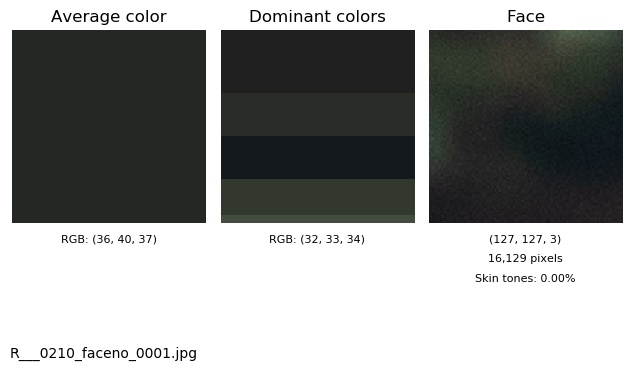 Average color
Dominant colors
Face
RGB: (36, 40, 37)
RGB: (32, 33, 34)
(127, 127, 3)
16,129 pixels
Skin tones: 0.00%
R___0210_faceno_0001.jpg